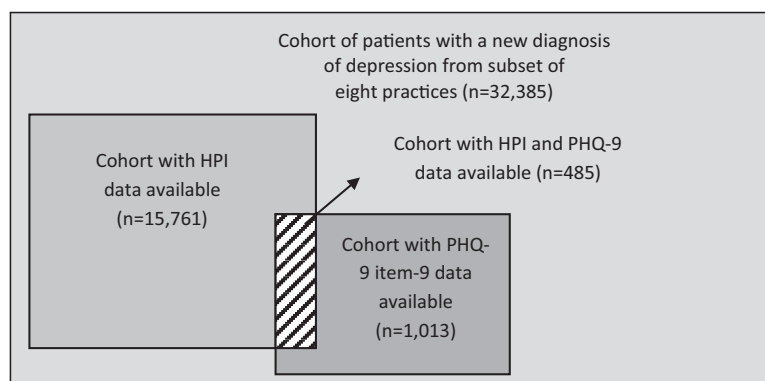 Cohort of patients with a new diagnosis
of depression from subset of
eight practices (n=32,385)
Cohort with HPI
data available
(n=15,761)
Cohort with HPI and PHQ-9
data available (n=485)
Cohort with PHQ-
9 item-9 data
available
(n=1,013)